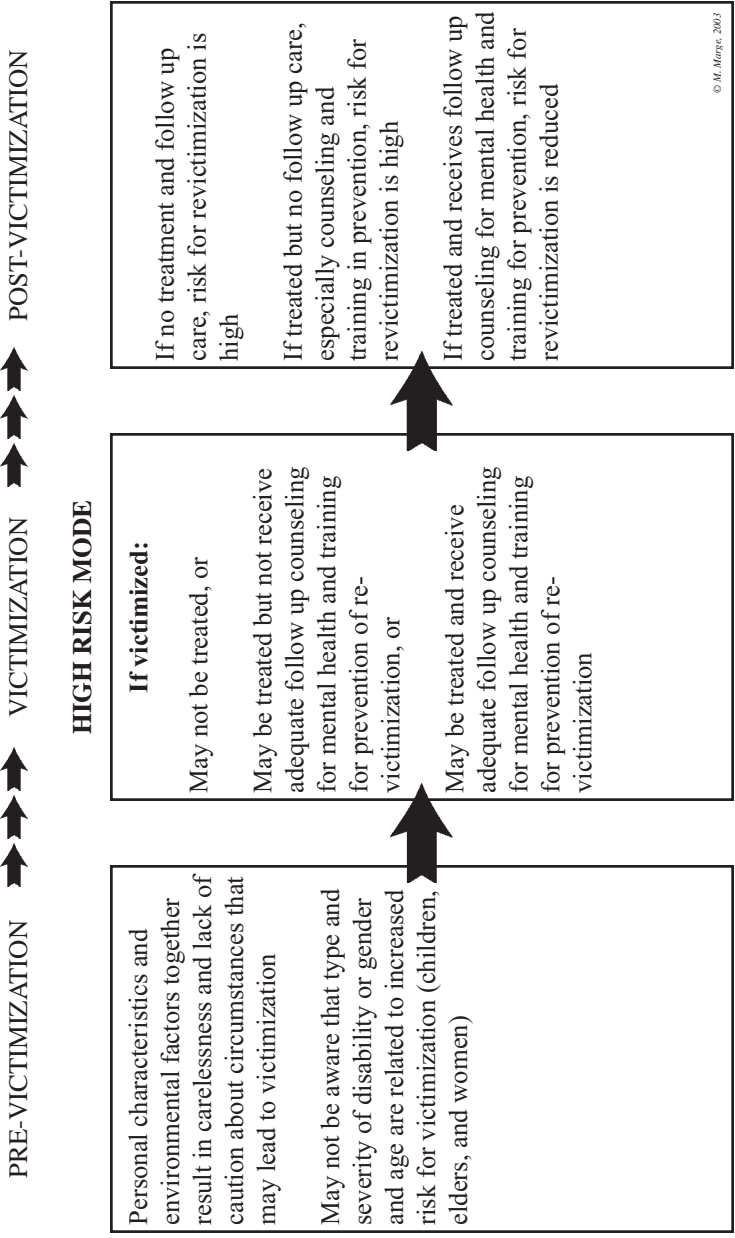 PRE-VICTIMIZATION VICTIMIZATION POST-VICTIMIZATION
HIGH RISK MODE
Personal characteristics and
environmental factors together
result in carelessness and lack of
caution about circumstances that
may lead to victimization
May not be aware that type and
severity of disability or gender
and age are related to increased
risk for victimization (children,
elders, and women)
If victimized:
May not be treated, or
May be treated but not receive
adequate follow up counseling
for mental health and training
for prevention of re-
victimization, or
May be treated and receive
adequate follow up counseling
for mental health and training
for prevention of re-
victimization
If no treatment and follow up
care, risk for revictimization is
high
If treated but no follow up care,
especially counseling and
training in prevention, risk for
revictimization is high
If treated and receives follow up
counseling for mental health and
training for prevention, risk for
revictimization is reduced
© M. Marge, 2003